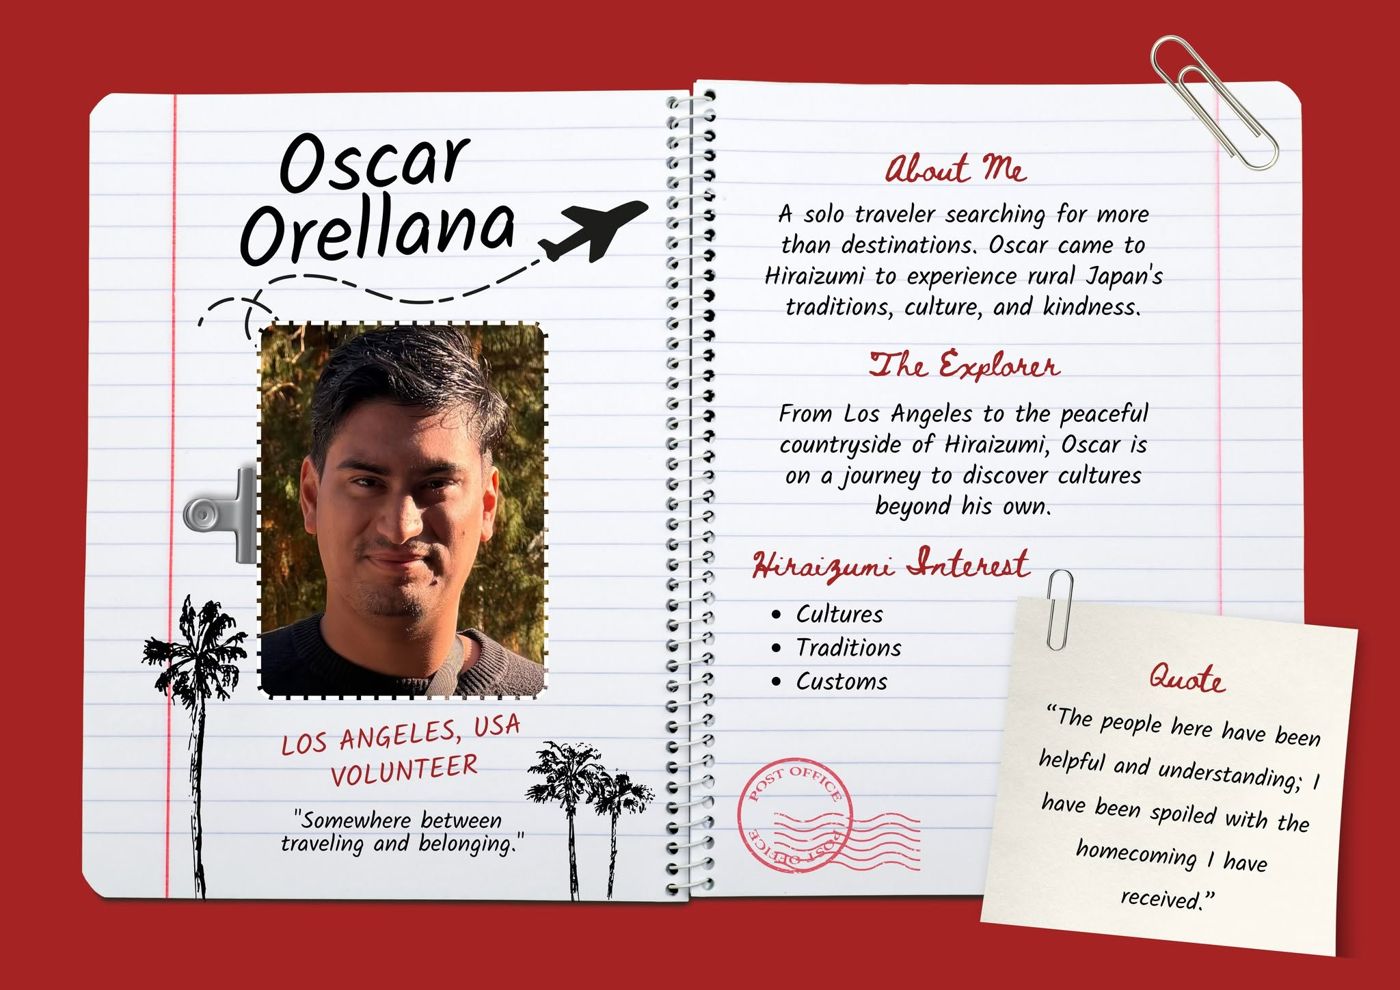 Oscar
Orellana
LOS ANGELES, USA
VOLUNTEER
"Somewhere between
traveling and belonging."
About Me
A solo traveler searching for more
than destinations. Oscar came to
Hiraizumi to experience rural Japan's
traditions, culture, and kindness.
The Explorer
From Los Angeles to the peaceful
countryside of Hiraizumi, Oscar is
on a journey to discover cultures
beyond his own.
Hiraizumi Interest
• Cultures
• Traditions
• Customs
POST OFFICE
POST OFFICE
Quote
“The people here have been
helpful and understanding; I
have been spoiled with the
homecoming I have
received.”